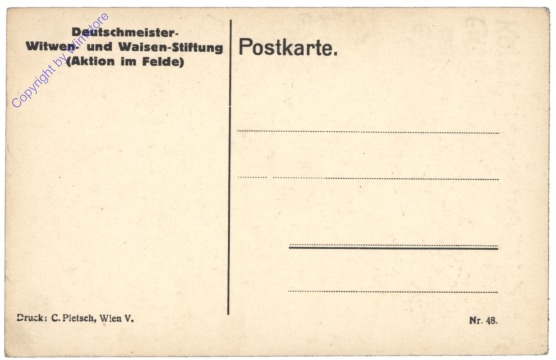 Deutschmeister-
Witwen- und Waisen-Stiftung
(Aktion im Felde)
Postkarte.
Druck: C. Pietsch, Wien V.
Nr. 48.